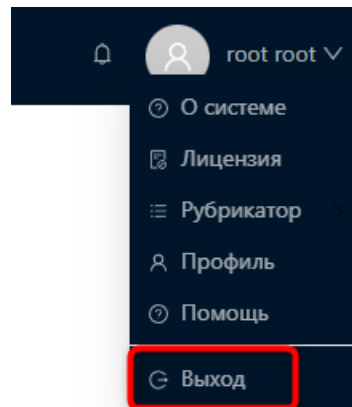 root root
О системе
Лицензия
Рубрикатор
Профиль
Помощь
Выход